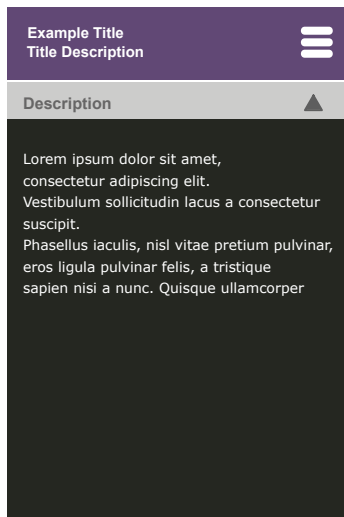 Example Title
Title Description
Description
Lorem ipsum dolor sit amet,
consectetur adipiscing elit.
Vestibulum sollicitudin lacus a consectetur
suscipit.
Phasellus iaculis, nisl vitae pretium pulvinar,
eros ligula pulvinar felis, a tristique
sapien nisi a nunc. Quisque ullamcorper